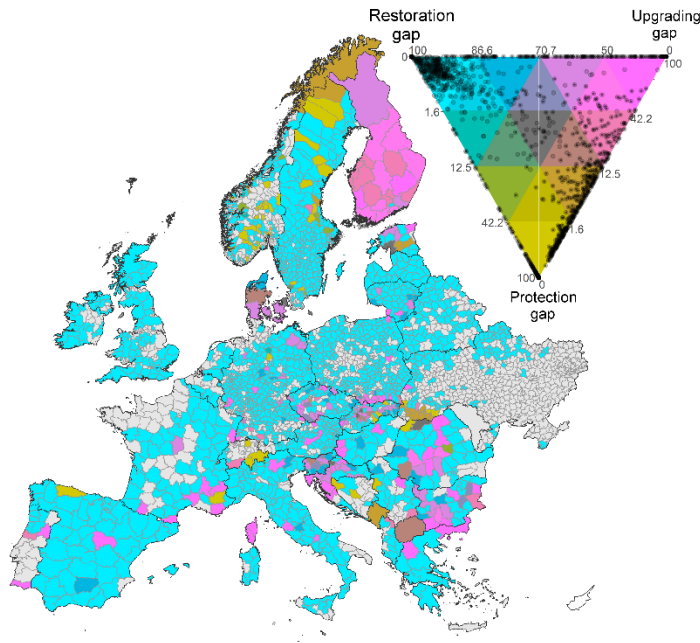 Restoration
gap
Upgrading
gap
100 86.6 70.7 50 0
0 100
1.6 42.2
12.5 12.5
42.2 1.6
100 0
Protection
gap